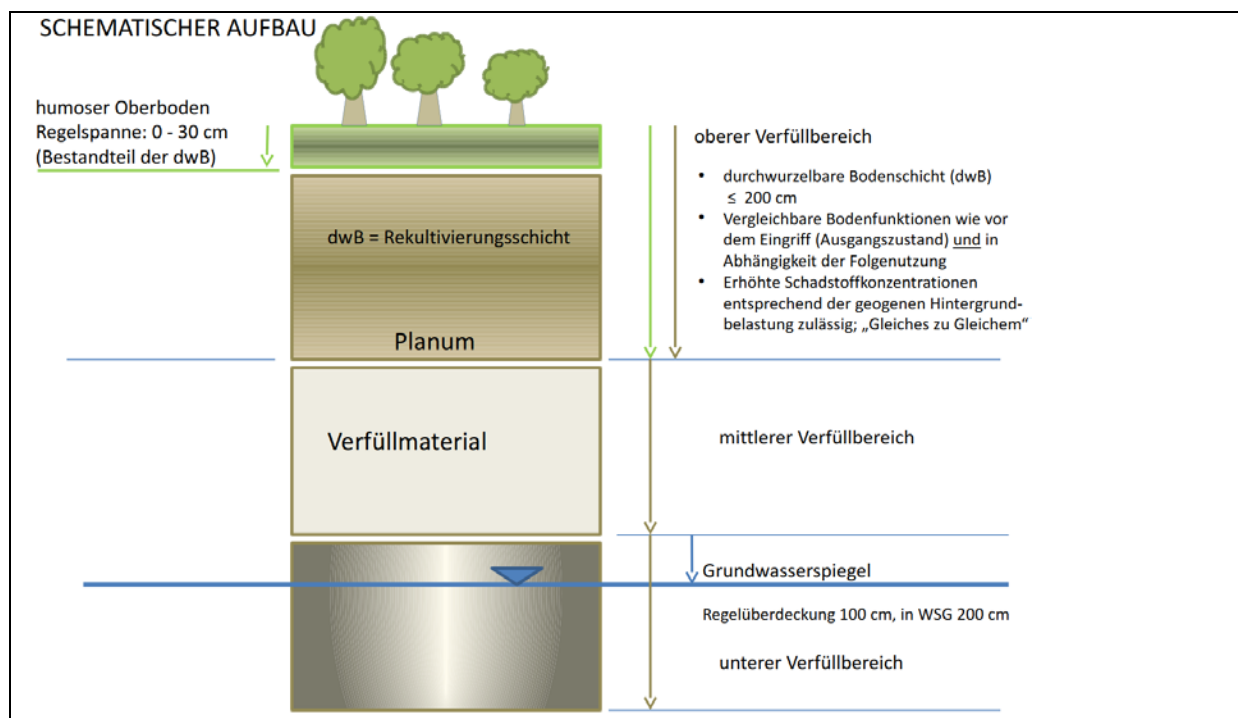 SCHEMATISCHER AUFBAU
humoser Oberboden
Regelspanne: 0 - 30 cm
(Bestandteil der dwB)
dwB = Rekultivierungsschicht
Planum
Verfüllmaterial
oberer Verfüllbereich
• durchwurzelbare Bodenschicht (dwB)
≤ 200 cm
• Vergleichbare Bodenfunktionen wie vor
dem Eingriff (Ausgangszustand) und in
Abhängigkeit der Folgenutzung
• Erhöhte Schadstoffkonzentrationen
entsprechend der geogenen Hintergrund-
belastung zulässig; „Gleiches zu Gleichem“
mittlerer Verfüllbereich
Grundwasserspiegel
Regelüberdeckung 100 cm, in WSG 200 cm
unterer Verfüllbereich